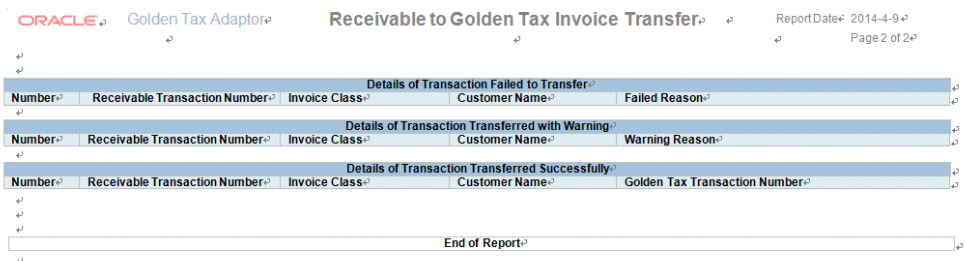 ORACLE Golden Tax Adaptor Receivable to Golden Tax Invoice Transfer Report Date 2014-4-9
Page 2 of 2
Details of Transaction Failed to Transfer
Number Receivable Transaction Number Invoice Class Customer Name Failed Reason
Details of Transaction Transferred with Warning
Number Receivable Transaction Number Invoice Class Customer Name Warning Reason
Details of Transaction Transferred Successfully
Number Receivable Transaction Number Invoice Class Customer Name Golden Tax Transaction Number
End of Report